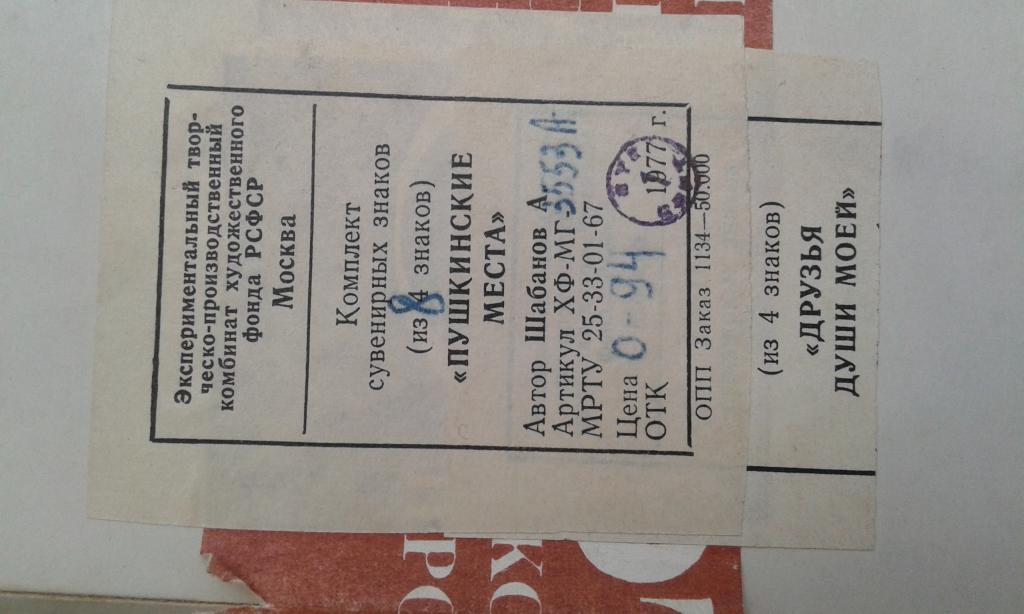 Экспериментальный твор-
ческо-производственный
комбинат художественного
фонда РСФСР
Москва
Комплект
сувенирных знаков
(из 8 знаков)
«ПУШКИНСКИЕ
МЕСТА»
Автор Шабанов А.
Артикул ХФ-МГ-3553Л
МРТУ 25-33-01-67
Цена 0-94
ОТК 1977 г.
ОПП Заказ 1134—50.000
(из 4 знаков)
«ДРУЗЬЯ
ДУШИ МОЕЙ»